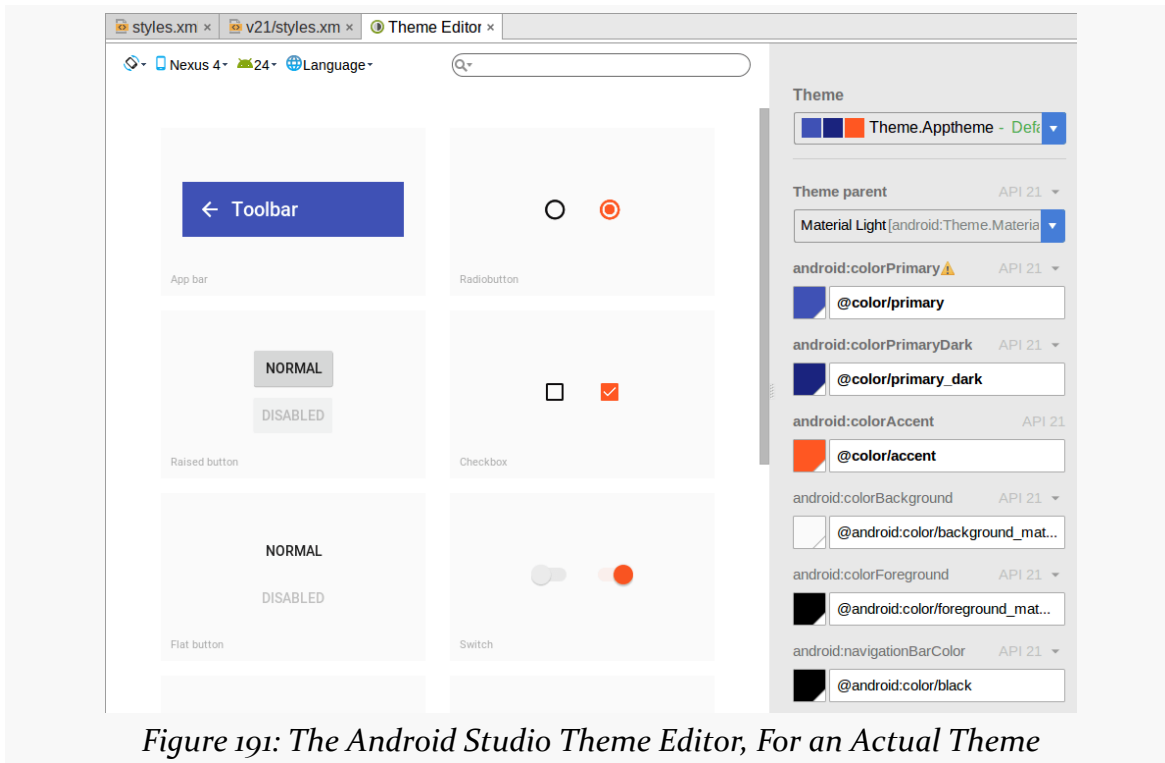 styles.xm × v21/styles.xm × Theme Editor ×
Nexus 4 24 Language
Theme
Theme.Apptheme - Defa
Theme parent API 21
Material Light [android:Theme.Materia
android:colorPrimary API 21
@color/primary
android:colorPrimaryDark API 21
@color/primary_dark
android:colorAccent API 21
@color/accent
android:colorBackground API 21
@android:color/background_mat...
android:colorForeground API 21
@android:color/foreground_mat...
android:navigationBarColor API 21
@android:color/black
Toolbar
App bar
Radiobutton
NORMAL
DISABLED
Raised button
Checkbox
NORMAL
DISABLED
Flat button
Switch
Figure 191: The Android Studio Theme Editor, For an Actual Theme